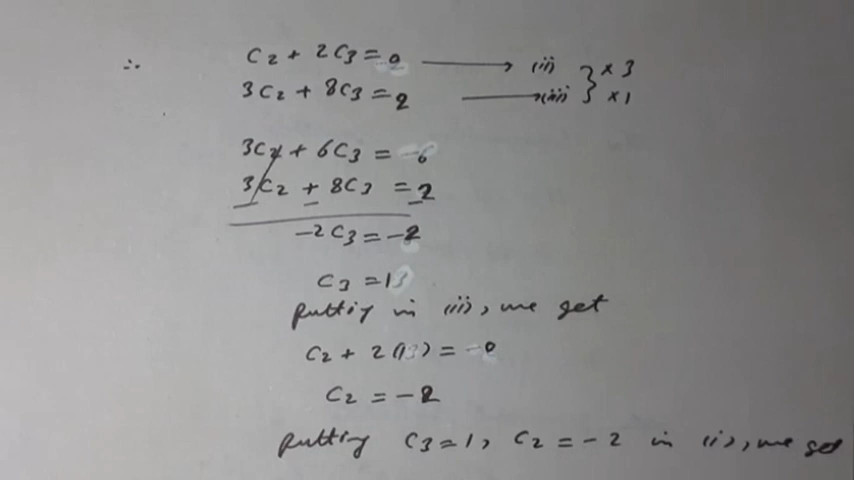 ∴ C2 + 2C3 = 0 → (ii) } × 3
3C2 + 8C3 = 2 → (iii) } × 1
3C2 + 6C3 =
3C2 + 8C3 = 2
-2C3 = -2
C3 = 1
putting in (ii), we get
C2 + 2(1) = 0
C2 = -2
putting C3 = 1, C2 = -2 in (i), we get